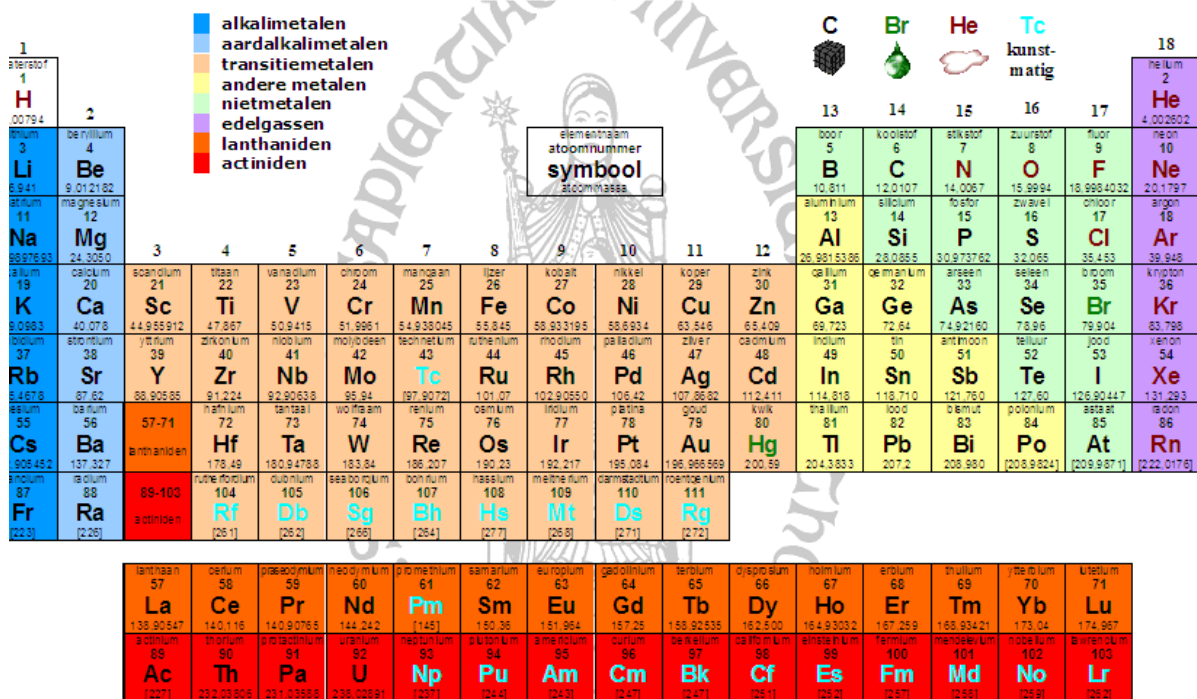 alkalimetalen
aardalkalimetalen
transitiemetalen
andere metalen
nietmetalen
edelgassen
lanthaniden
actiniden
C Br He Tc
kunst-
matig
1 18
aterstof helium
1 2
H He
,00794 4,002602
2 13 14 15 16 17
elementnaam
atoomnummer
symbool
atoommassa
thium beryllium boor koolstof stikstof zuurstof fluor neon
3 4 5 6 7 8 9 10
Li Be B C N O F Ne
6,941 9,012182 10,811 12,0107 14,0067 15,9994 18,9984032 20,1797
atrium magnesium aluminium silicium fosfor zwavel chloor argon
11 12 13 14 15 16 17 18
Na Mg Al Si P S Cl Ar
9897693 24,3050 26,9815386 28,0855 30,973762 32,065 35,453 39,948
3 4 5 6 7 8 9 10 11 12
alium calcium scandium titaan vanadium chroom mangaan ijzer kobalt nikkel koper zink gallium germanium arseen seleen broom krypton
19 20 21 22 23 24 25 26 27 28 29 30 31 32 33 34 35 36
K Ca Sc Ti V Cr Mn Fe Co Ni Cu Zn Ga Ge As Se Br Kr
9,0983 40,078 44,955912 47,867 50,9415 51,9961 54,938045 55,845 58,933195 58,6934 63,546 65,409 69,723 72,64 74,92160 78,96 79,904 83,798
bidium strontium yttrium zirkonium niobium molybdeen technetium ruthenium rhodium palladium zilver cadmium indium tin antimoon telluur jood xenon
37 38 39 40 41 42 43 44 45 46 47 48 49 50 51 52 53 54
Rb Sr Y Zr Nb Mo Tc Ru Rh Pd Ag Cd In Sn Sb Te I Xe
5,4678 87,62 88,90585 91,224 92,90638 95,94 [97,9072] 101,07 102,90550 106,42 107,8682 112,411 114,818 118,710 121,760 127,60 126,90447 131,293
esium barium hafnium tantaal wolfraam renium osmium iridium platina goud kwik thallium lood bismut polonium astaat radon
55 56 57-71 72 73 74 75 76 77 78 79 80 81 82 83 84 85 86
Cs Ba lanthaniden Hf Ta W Re Os Ir Pt Au Hg Tl Pb Bi Po At Rn
,905452 137,327 178,49 180,94788 183,84 186,207 190,23 192,217 195,084 196,966569 200,59 204,3833 207,2 208,980 [208,9824] [209,9871] [222,0176]
ancium radium rutherfordium dubnium seaborgium bohrium hassium meitnerium darmstadtium roentgenium
87 88 89-103 104 105 106 107 108 109 110 111
Fr Ra actiniden Rf Db Sg Bh Hs Mt Ds Rg
[223] [226] [261] [262] [266] [264] [277] [268] [271] [272]
lanthaan cerium praseodymium neodymium promethium samarium europium gadolinium terbium dysprosium holmium erbium thulium ytterbium lutetium
57 58 59 60 61 62 63 64 65 66 67 68 69 70 71
La Ce Pr Nd Pm Sm Eu Gd Tb Dy Ho Er Tm Yb Lu
138,90547 140,116 140,90765 144,242 [145] 150,36 151,964 157,25 158,92535 162,500 164,93032 167,259 168,93421 173,04 174,967
actinium thorium protactinium uranium neptunium plutonium americium curium berkelium californium einsteinium fermium mendeevium nobelium lawrencium
89 90 91 92 93 94 95 96 97 98 99 100 101 102 103
Ac Th Pa U Np Pu Am Cm Bk Cf Es Fm Md No Lr
[227] 232,03806 231,03588 238,02891 [237] [244] [243] [247] [247] [251] [252] [257] [258] [259] [262]